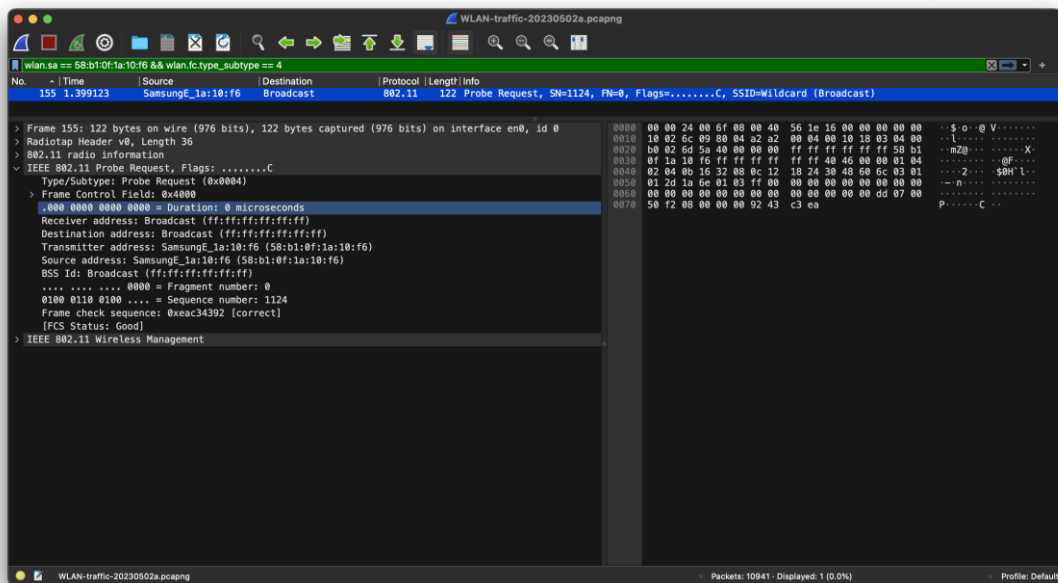 WLAN-traffic-20230502a.pcapng
wlan.sa == 58:b1:0f:1a:10:f6 && wlan.fc.type_subtype == 4
No. Time Source Destination Protocol Length Info
155 1.399123 SamsungE_1a:10:f6 Broadcast 802.11 122 Probe Request, SN=1124, FN=0, Flags=........C, SSID=Wildcard (Broadcast)
Frame 155: 122 bytes on wire (976 bits), 122 bytes captured (976 bits) on interface en0, id 0
Radiotap Header v0, Length 36
802.11 radio information
IEEE 802.11 Probe Request, Flags: ........C
Type/Subtype: Probe Request (0x0004)
Frame Control Field: 0x4000
.000 0000 0000 0000 = Duration: 0 microseconds
Receiver address: Broadcast (ff:ff:ff:ff:ff:ff)
Destination address: Broadcast (ff:ff:ff:ff:ff:ff)
Transmitter address: SamsungE_1a:10:f6 (58:b1:0f:1a:10:f6)
Source address: SamsungE_1a:10:f6 (58:b1:0f:1a:10:f6)
BSS Id: Broadcast (ff:ff:ff:ff:ff:ff)
.... .... .... 0000 = Fragment number: 0
0100 0110 0100 .... = Sequence number: 1124
Frame check sequence: 0xeac34392 [correct]
[FCS Status: Good]
IEEE 802.11 Wireless Management
0000 00 00 24 00 6f 08 00 40 56 1e 16 00 00 00 00 00 ··$·o··@ V·······
0010 10 02 6c 09 80 04 a2 a2 00 04 00 10 18 03 04 00 ··l····· ········
0020 b0 02 6d 5a 40 00 00 00 ff ff ff ff ff ff 58 b1 ··mZ@··· ······X·
0030 0f 1a 10 f6 ff ff ff ff ff ff 40 46 00 00 01 04 ········ ··@F····
0040 02 04 0b 16 32 08 0c 12 18 24 30 48 60 6c 03 01 ····2··· ·$0H`l··
0050 01 2d 1a 6e 01 03 ff 00 00 00 00 00 00 00 00 00 ·-·n···· ········
0060 00 00 00 00 00 00 00 00 00 00 00 00 00 dd 07 00 ········ ········
0070 50 f2 08 00 00 00 92 43 c3 ea P······C ··
WLAN-traffic-20230502a.pcapng
Packets: 10941 · Displayed: 1 (0.0%)
Profile: Default